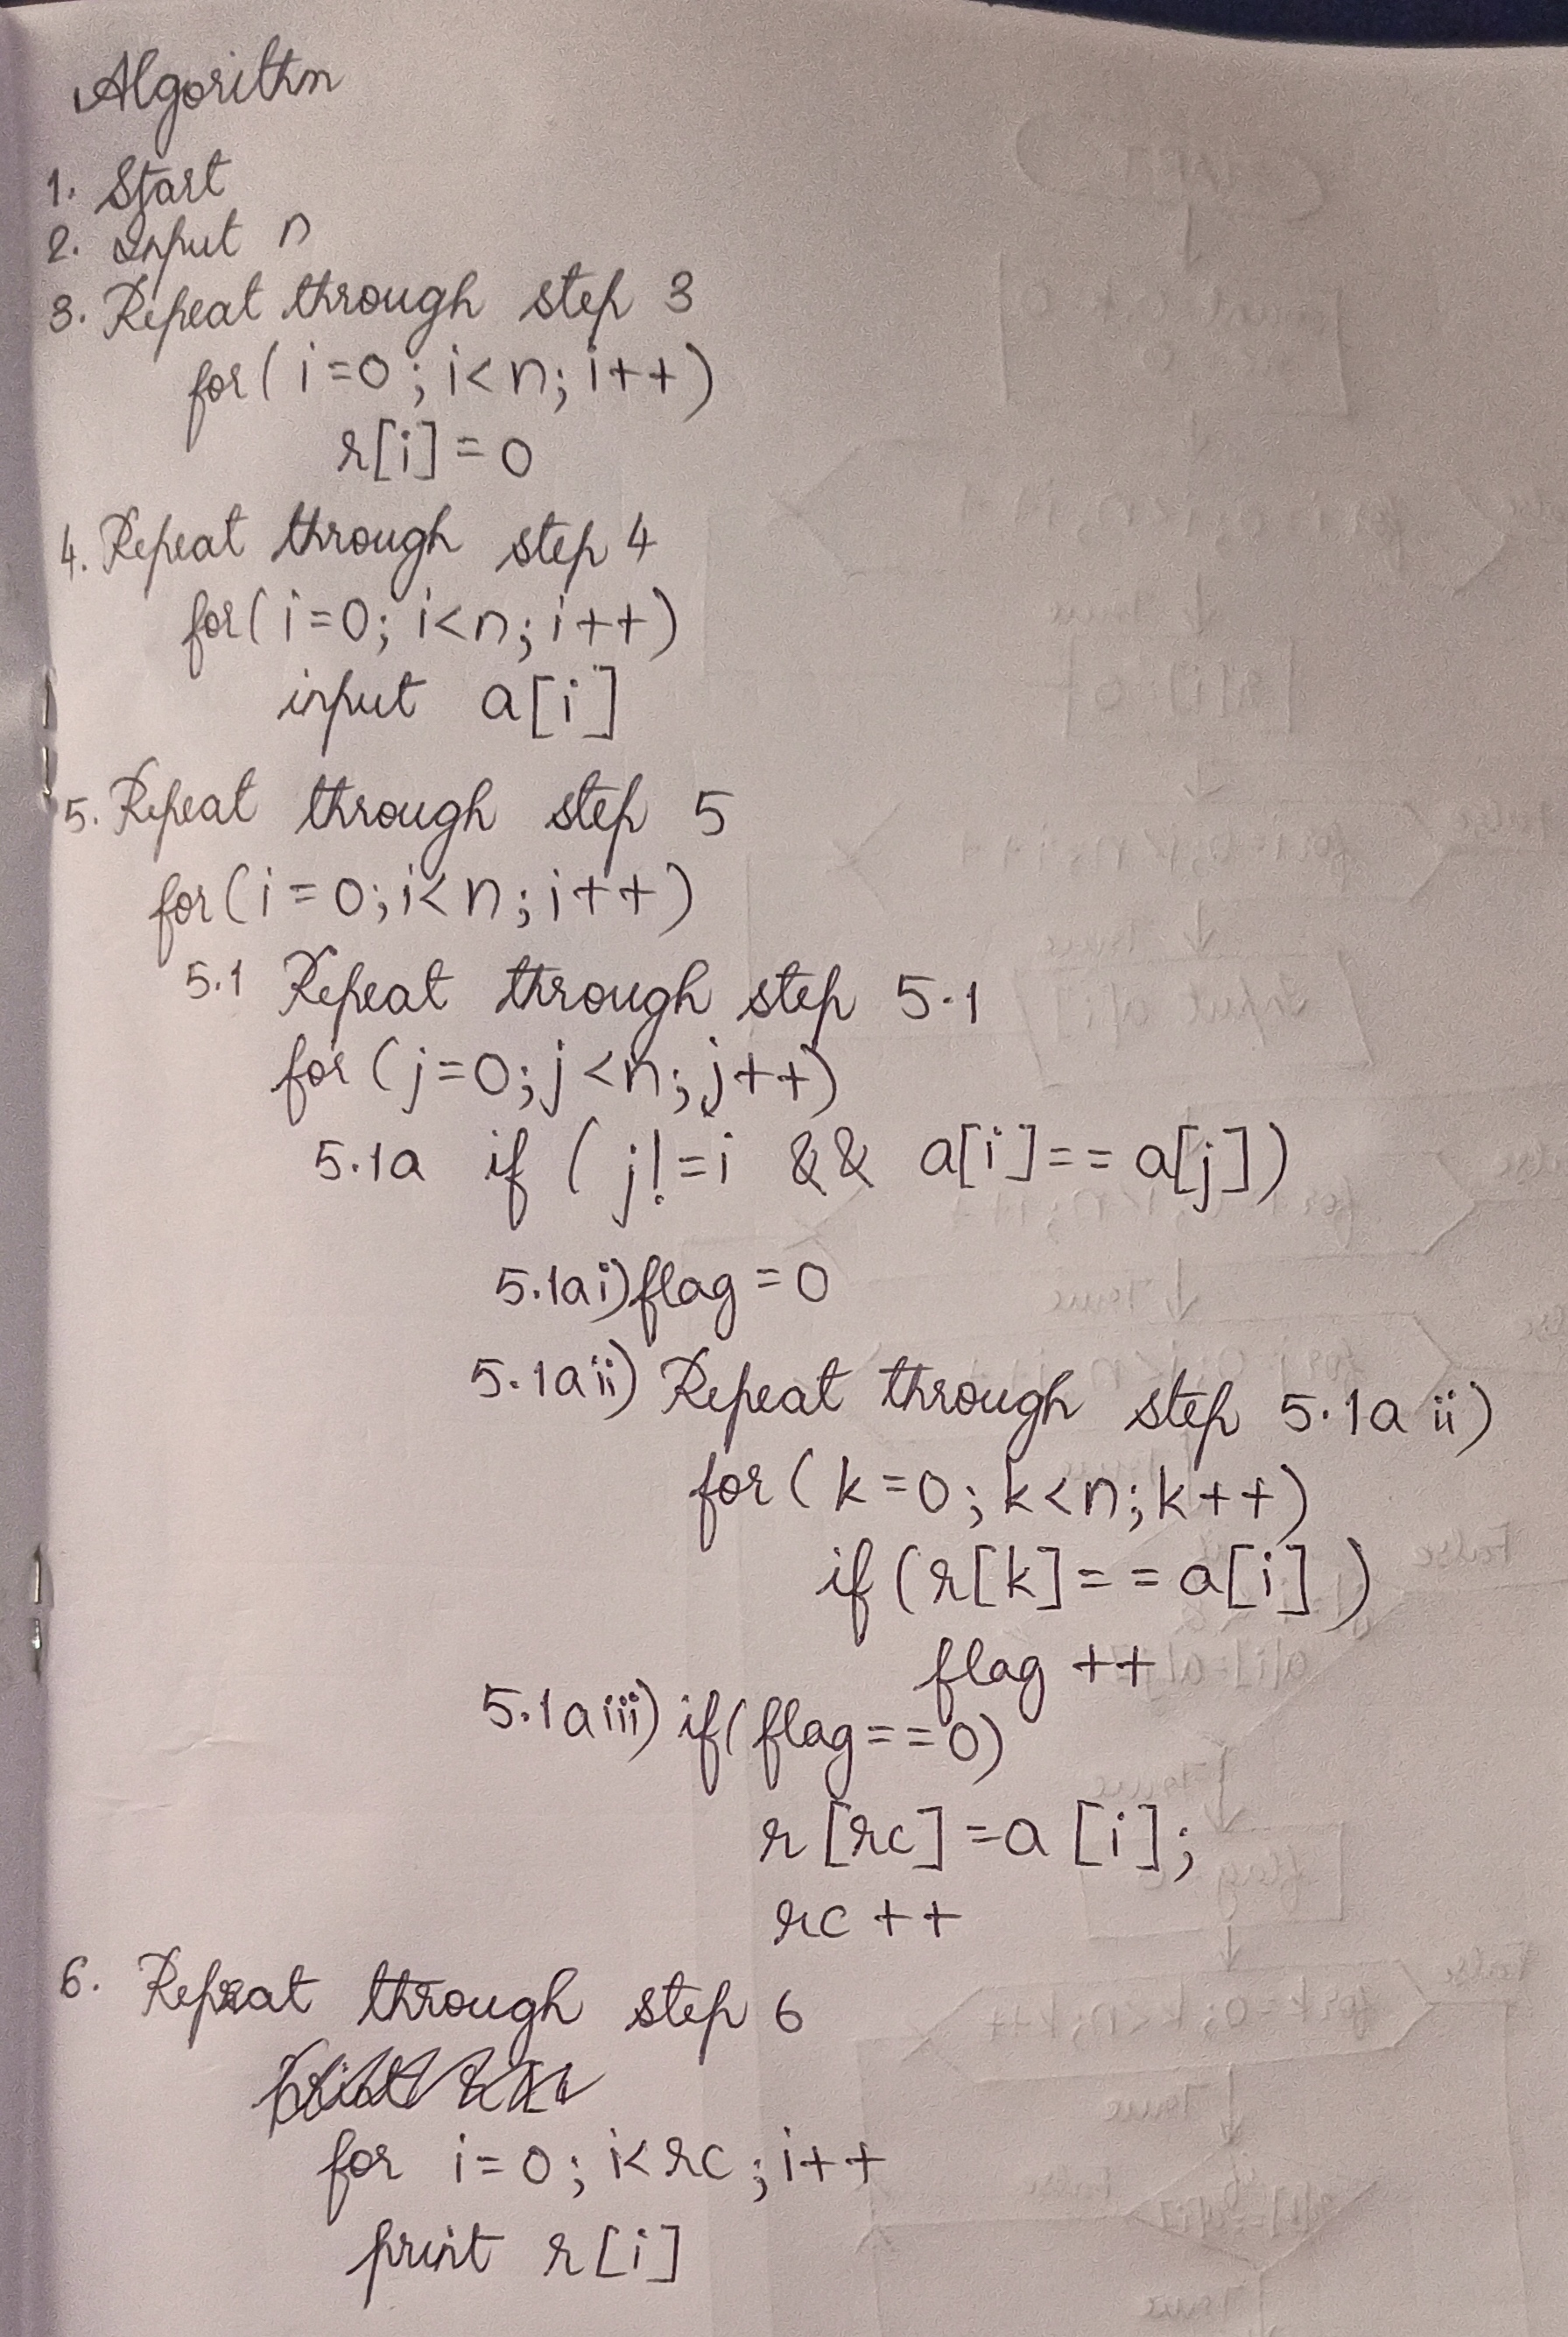 Algorithm
1. Start
2. Input n
3. Repeat through step 3
for( i=0; i<n; i++)
r[i]=0
4. Repeat through step 4
for( i=0; i<n; i++)
input a[i]
5. Repeat through step 5
for(i=0;i<n;i++)
5.1 Repeat through step 5.1
for (j=0;j<n;j++)
5.1a if ( j!=i && a[i]==a[j])
5.1a i) flag=0
5.1a ii) Repeat through step 5.1a ii)
for( k=0; k<n; k++)
if(r[k]==a[i])
flag ++
5.1a iii) if(flag==0)
r[rc]=a[i];
rc ++
6. Repeat through step 6
for i=0; i<rc; i++
print r[i]